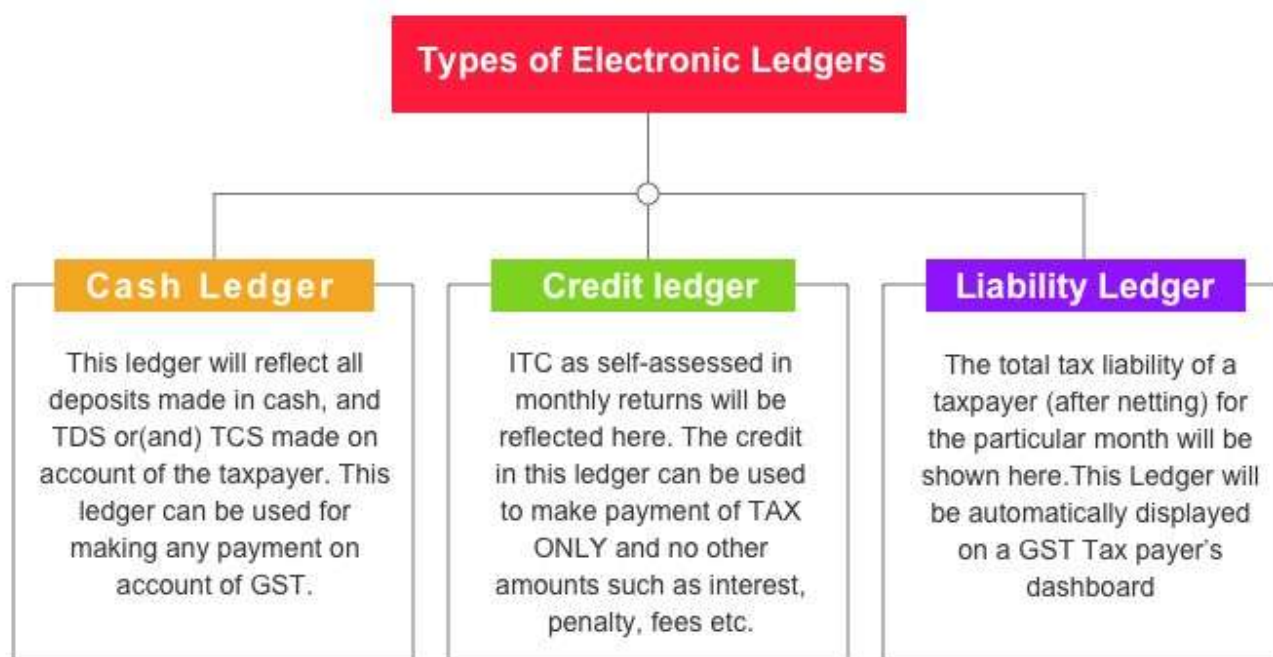 Types of Electronic Ledgers
Cash Ledger
This ledger will reflect all
deposits made in cash, and
TDS or(and) TCS made on
account of the taxpayer. This
ledger can be used for
making any payment on
account of GST.
Credit ledger
ITC as self-assessed in
monthly returns will be
reflected here. The credit
in this ledger can be used
to make payment of TAX
ONLY and no other
amounts such as interest,
penalty, fees etc.
Liability Ledger
The total tax liability of a
taxpayer (after netting) for
the particular month will be
shown here.This Ledger will
be automatically displayed
on a GST Tax payer's
dashboard